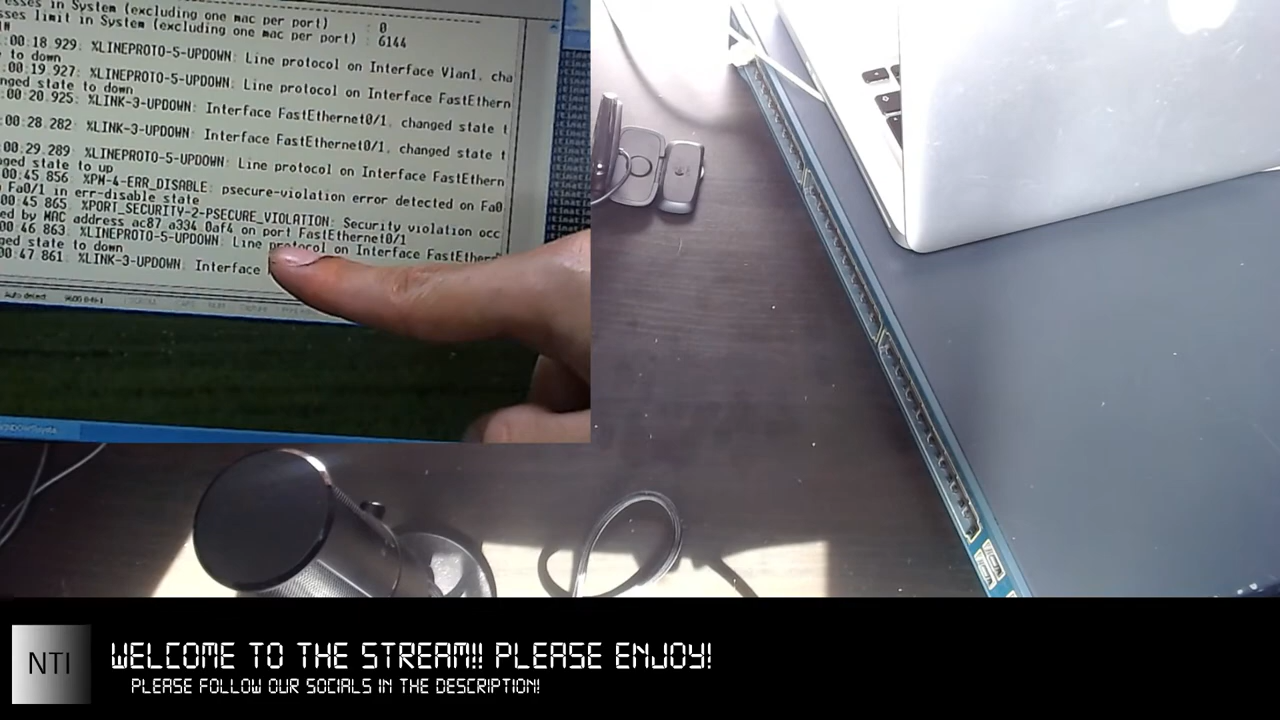 esses in System (excluding one mac per port) : 0
sses limit in System (excluding one mac per port) : 6144
:00:18.929: %LINEPROTO-5-UPDOWN: Line protocol on Interface Vlan1, cha
e to down
:00:19.927: %LINEPROTO-5-UPDOWN: Line protocol on Interface FastEthern
nged state to down
:00:20.925: %LINK-3-UPDOWN: Interface FastEthernet0/1, changed state t
:00:28.282: %LINK-3-UPDOWN: Interface FastEthernet0/1, changed state t
:00:29.289: %LINEPROTO-5-UPDOWN: Line protocol on Interface FastEthern
ged state to up
:00:45.856: %PM-4-ERR_DISABLE: psecure-violation error detected on Fa0
Fa0/1 in err-disable state
:00:45.865: %PORT_SECURITY-2-PSECURE_VIOLATION: Security violation occ
ed by MAC address 0c87.a334.0af4 on port FastEthernet0/1
:00:46.863: %LINEPROTO-5-UPDOWN: Line protocol on Interface FastEthern
ged state to down
:00:47.861: %LINK-3-UPDOWN: Interface
Auto detect
NTI
WELCOME TO THE STREAM!! PLEASE ENJOY!
PLEASE FOLLOW OUR SOCIALS IN THE DESCRIPTION!